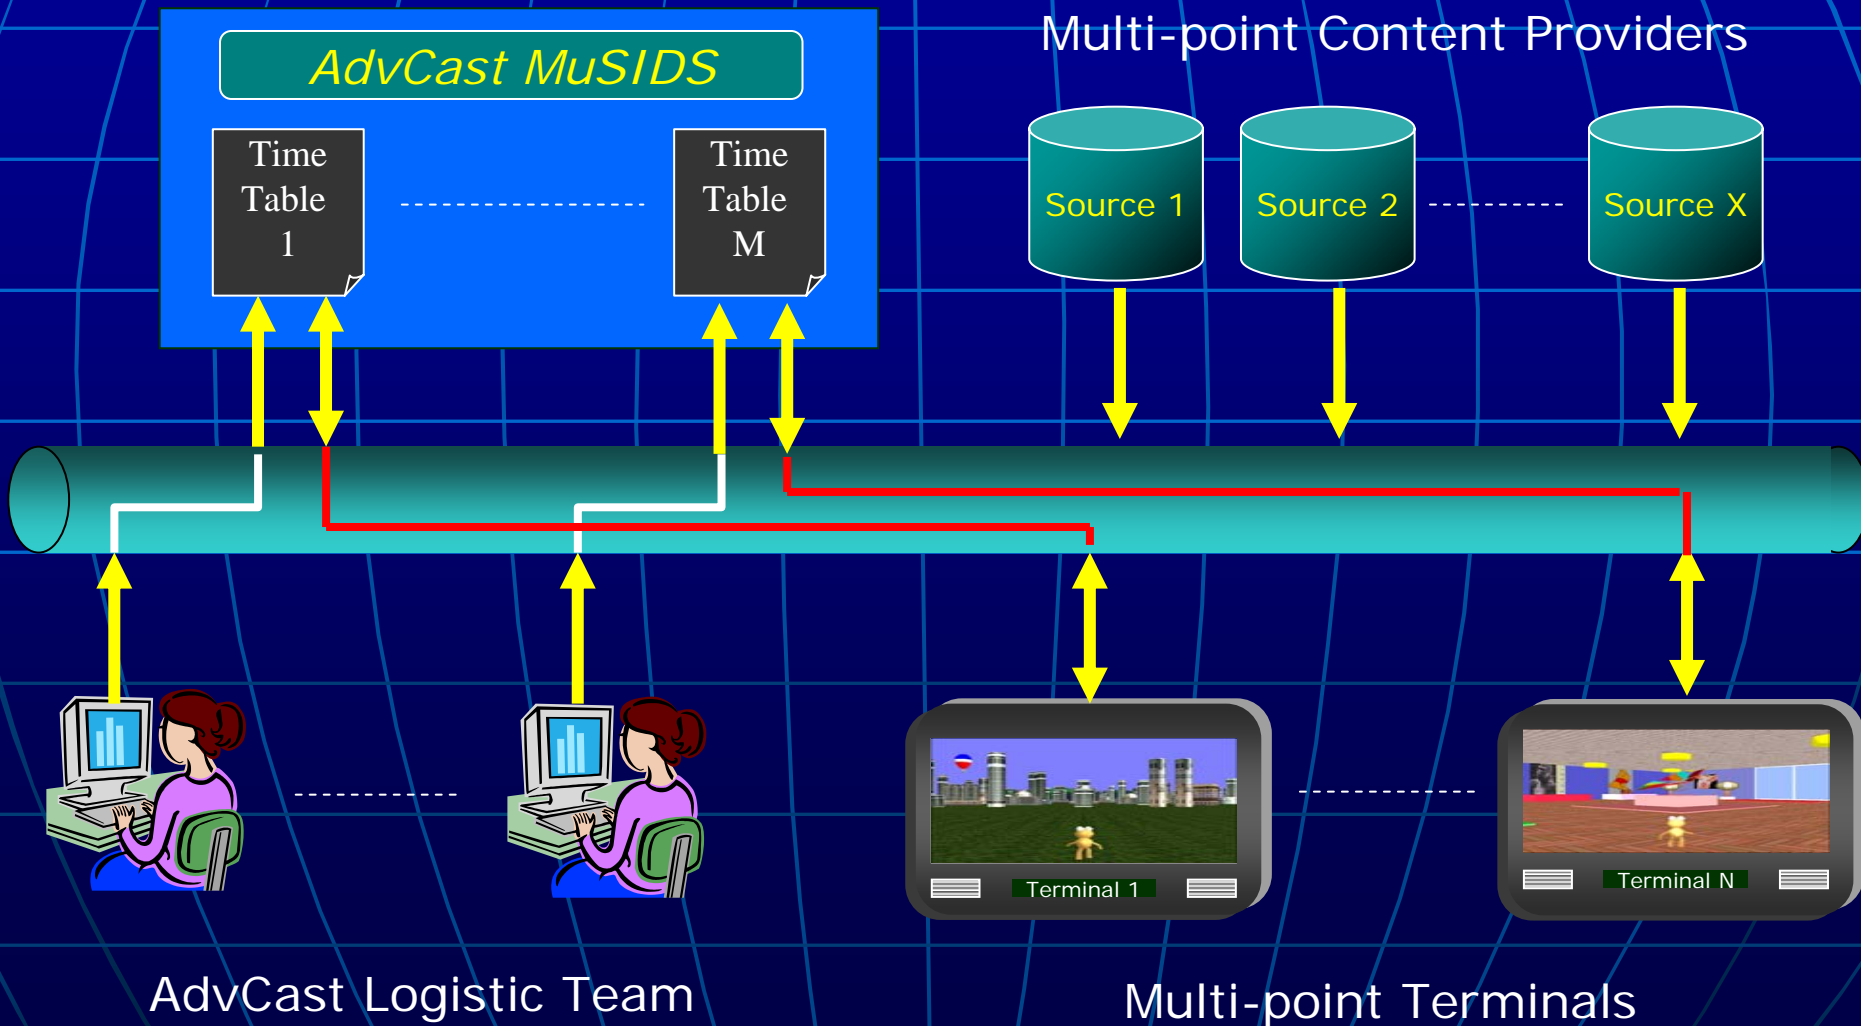 AdvCast MuSIDS
Time
Table
1
Time
Table
M
Multi-point Content Providers
Source 1
Source 2
Source X
Terminal 1
Terminal N
AdvCast Logistic Team
Multi-point Terminals